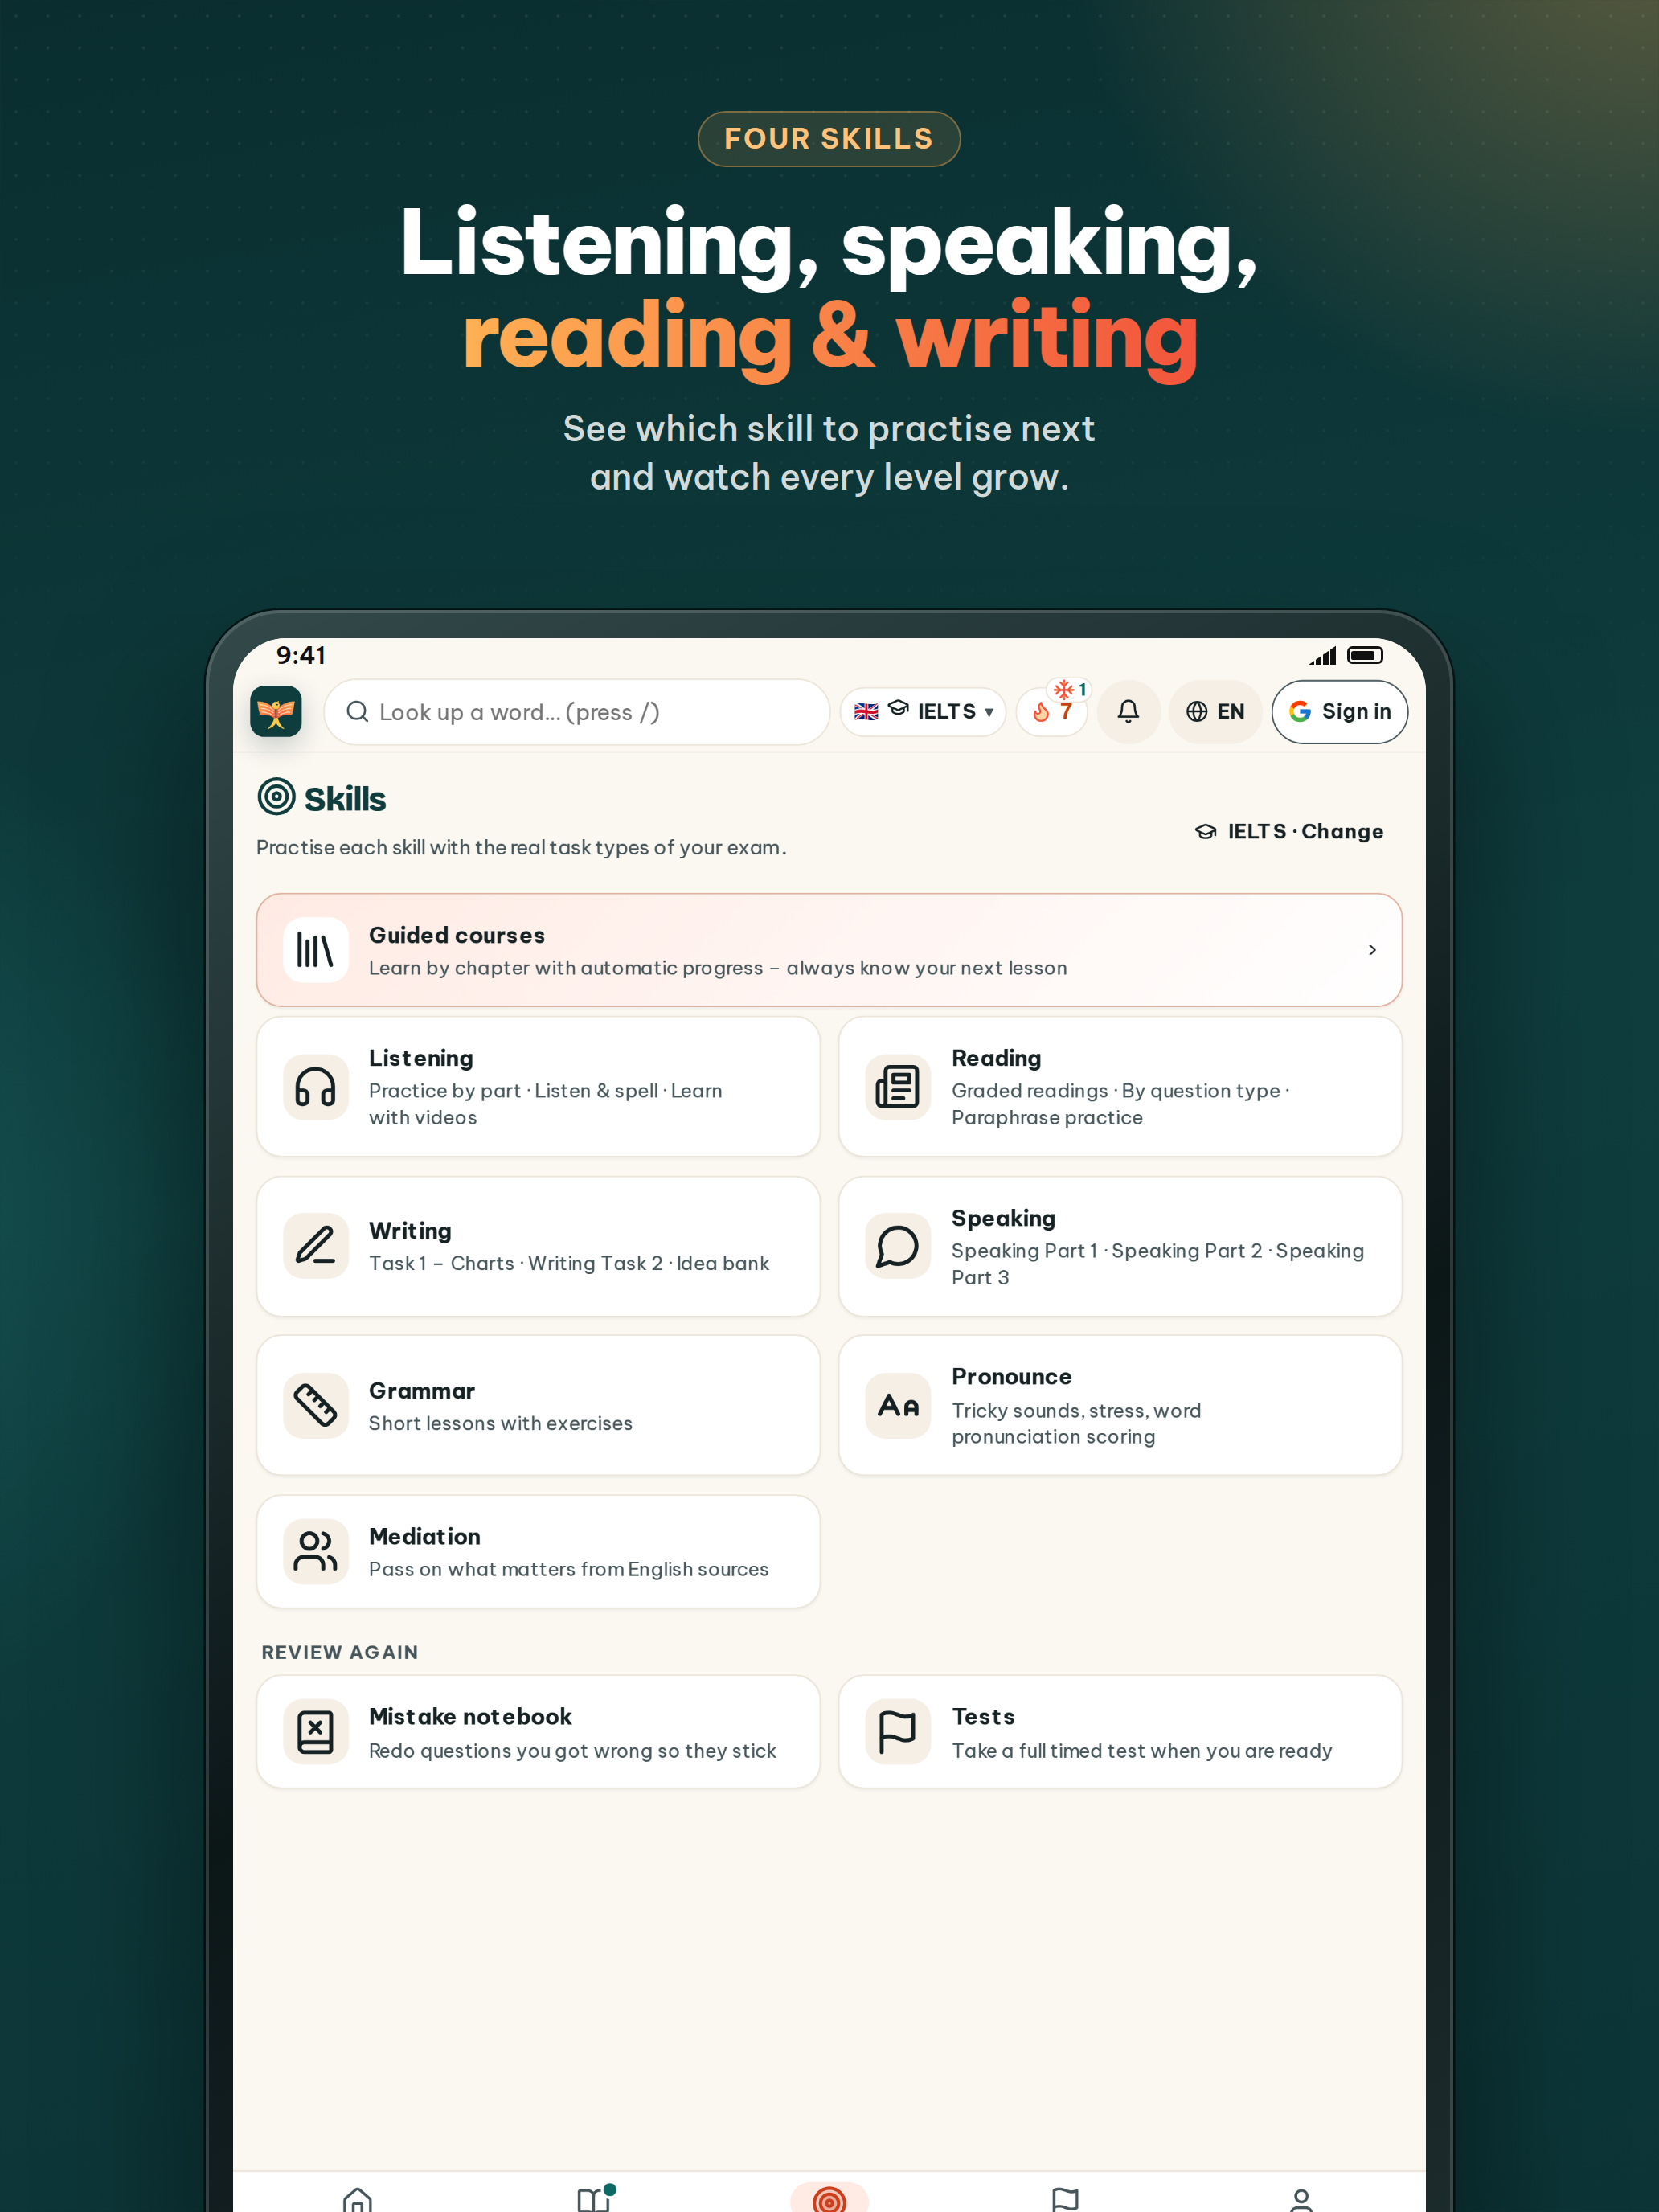 FOUR SKILLS
Listening, speaking,
reading & writing
See which skill to practise next
and watch every level grow.
9:41
Look up a word... (press /)
IELTS ▾
7
1
EN
Sign in
Skills
Practise each skill with the real task types of your exam.
IELTS · Change
Guided courses
Learn by chapter with automatic progress – always know your next lesson
Listening
Practice by part · Listen & spell · Learn
with videos
Reading
Graded readings · By question type ·
Paraphrase practice
Writing
Task 1 – Charts · Writing Task 2 · Idea bank
Speaking
Speaking Part 1 · Speaking Part 2 · Speaking
Part 3
Grammar
Short lessons with exercises
Pronounce
Tricky sounds, stress, word
pronunciation scoring
Mediation
Pass on what matters from English sources
REVIEW AGAIN
Mistake notebook
Redo questions you got wrong so they stick
Tests
Take a full timed test when you are ready